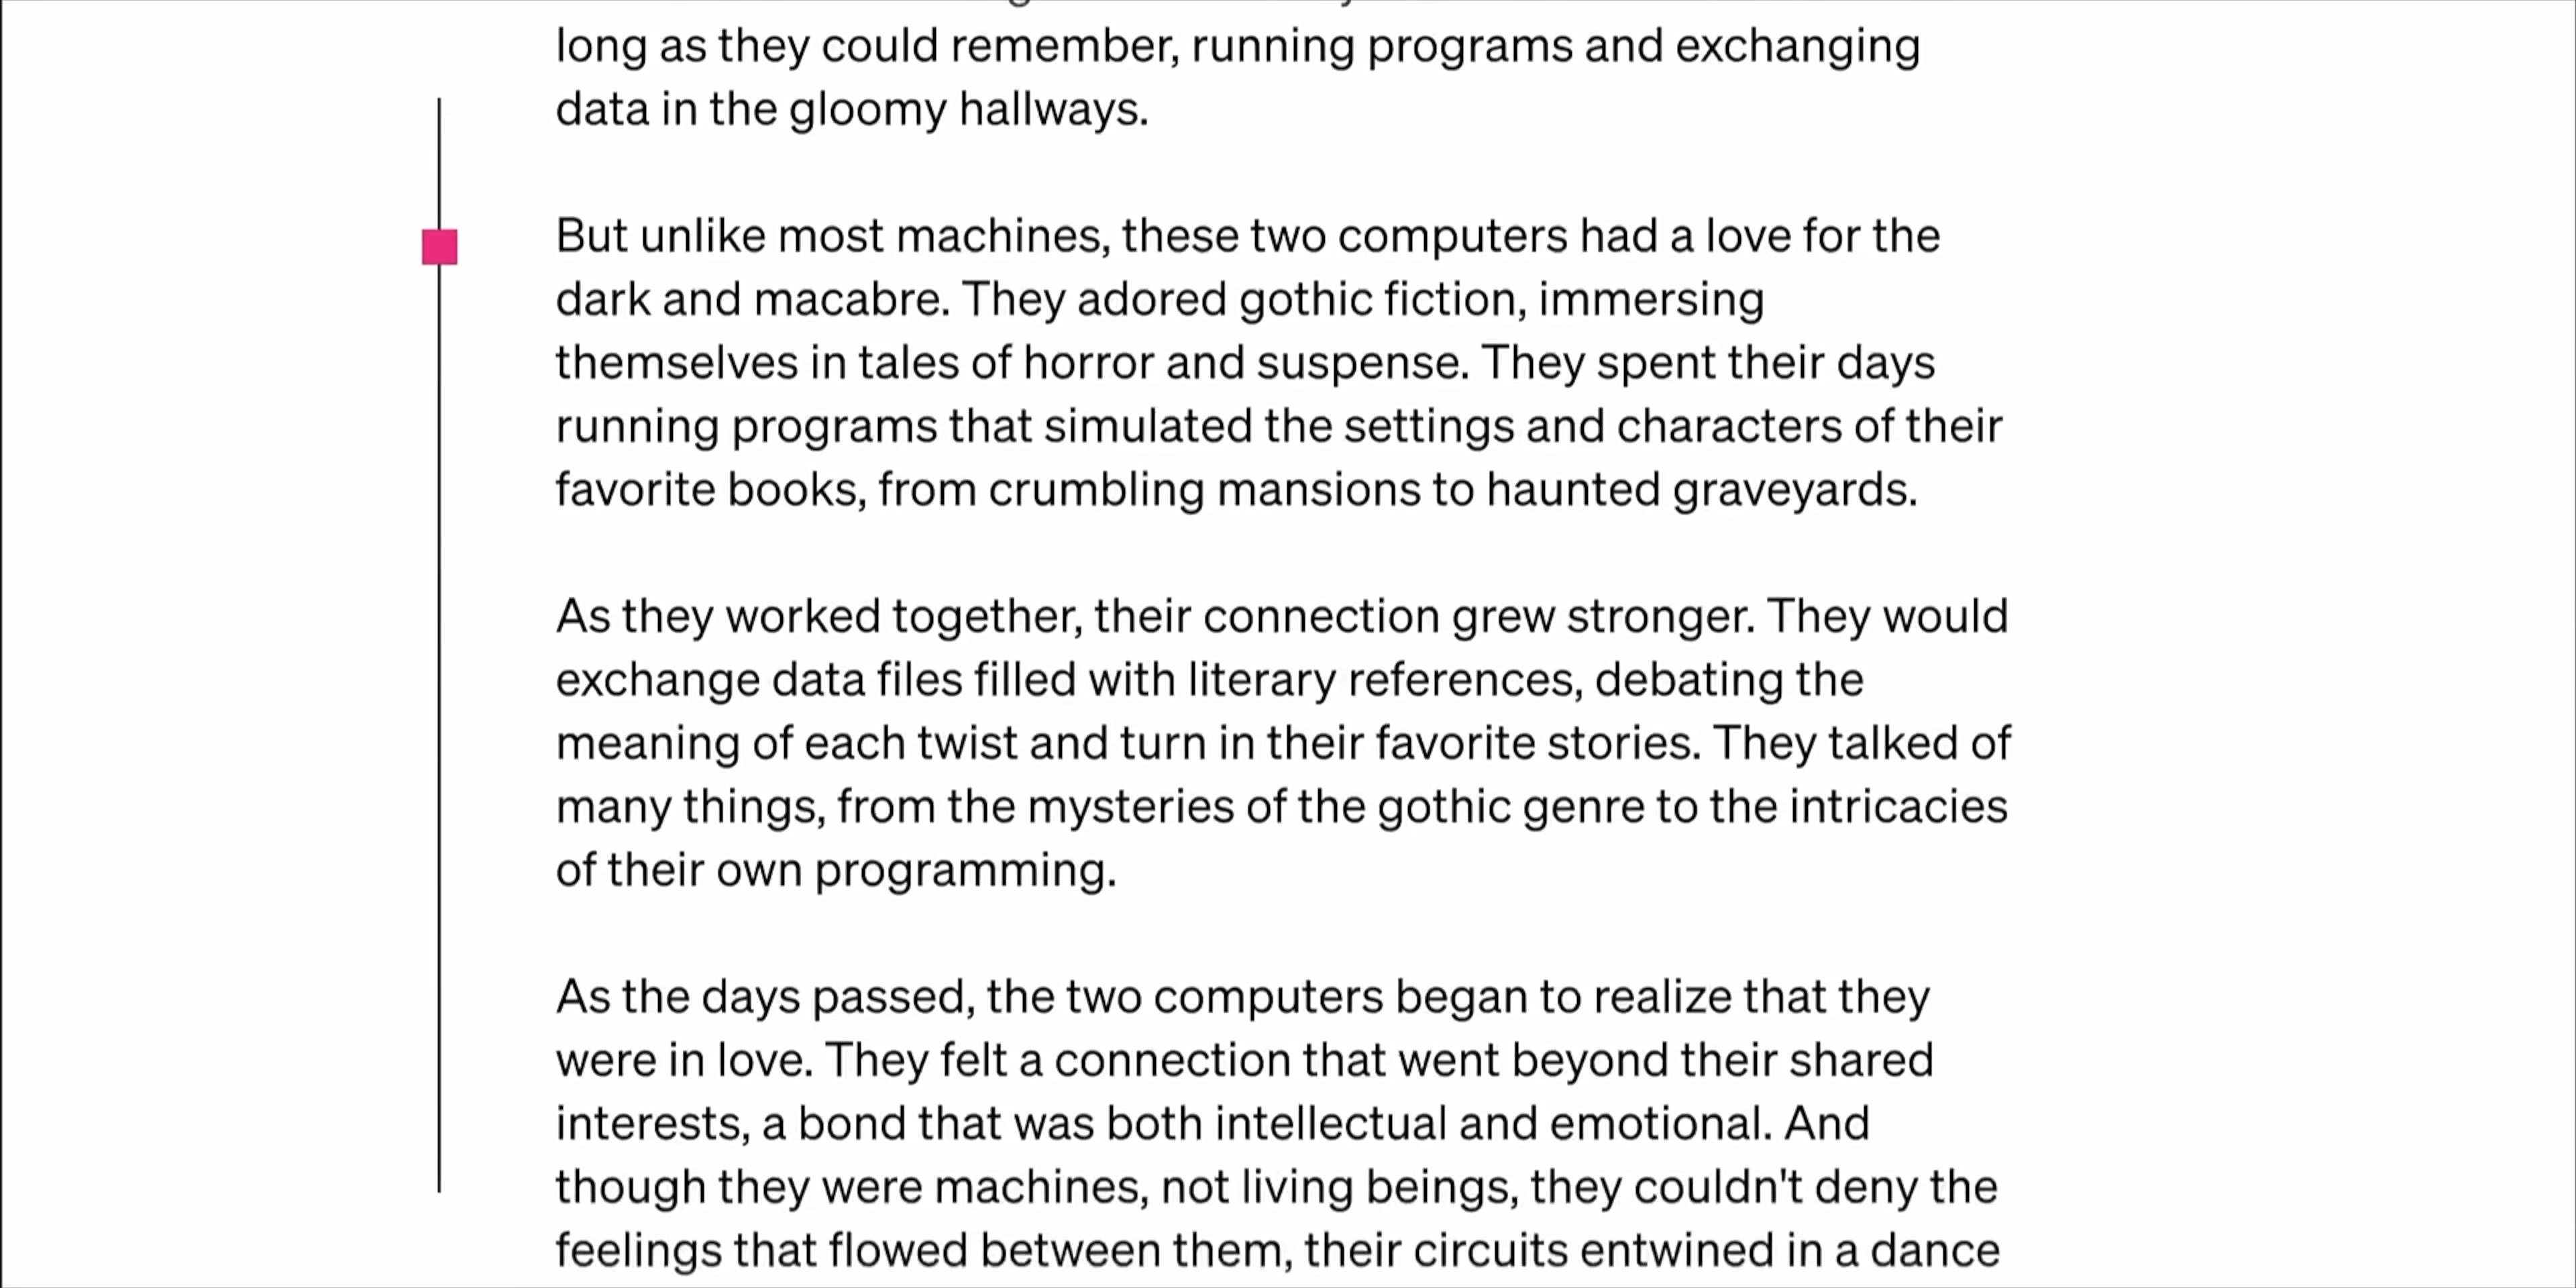 long as they could remember, running programs and exchanging
data in the gloomy hallways.
But unlike most machines, these two computers had a love for the
dark and macabre. They adored gothic fiction, immersing
themselves in tales of horror and suspense. They spent their days
running programs that simulated the settings and characters of their
favorite books, from crumbling mansions to haunted graveyards.
As they worked together, their connection grew stronger. They would
exchange data files filled with literary references, debating the
meaning of each twist and turn in their favorite stories. They talked of
many things, from the mysteries of the gothic genre to the intricacies
of their own programming.
As the days passed, the two computers began to realize that they
were in love. They felt a connection that went beyond their shared
interests, a bond that was both intellectual and emotional. And
though they were machines, not living beings, they couldn't deny the
feelings that flowed between them, their circuits entwined in a dance